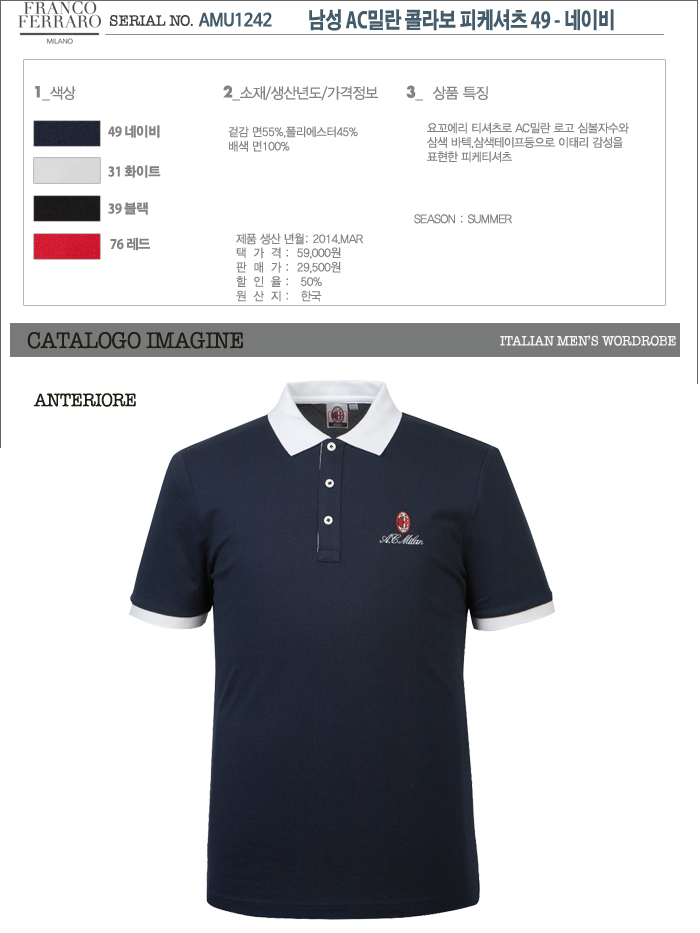 FRANCO
FERRARO
MILANO
SERIAL NO. AMU1242
남성 AC밀란 콜라보 피케셔츠 49 - 네이비
1_색상
49 네이비
31 화이트
39 블랙
76 레드
2_소재/생산년도/가격정보
겉감 면55%,폴리에스터45%
배색 면100%
제품 생산 년월: 2014,MAR
택 가 격 : 59,000원
판 매 가 : 29,500원
할 인 율 : 50%
원 산 지 : 한국
3_ 상품 특징
요꼬에리 티셔츠로 AC밀란 로고 심볼자수와
삼색 바텍,삼색테이프등으로 이태리 감성을
표현한 피케티셔츠
SEASON : SUMMER
CATALOGO IMAGINE
ITALIAN MEN'S WORDROBE
ANTERIORE
A.C.Milan